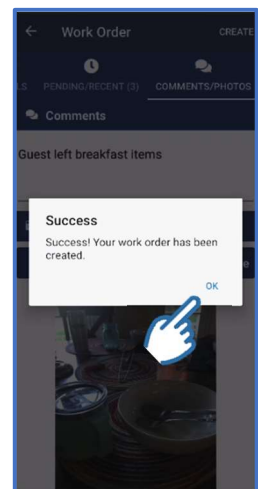 Work Order
CREATE
LS
PENDING/RECENT (3)
COMMENTS/PHOTOS
Comments
Guest left breakfast items
Success
Success! Your work order has been
created.
OK
e